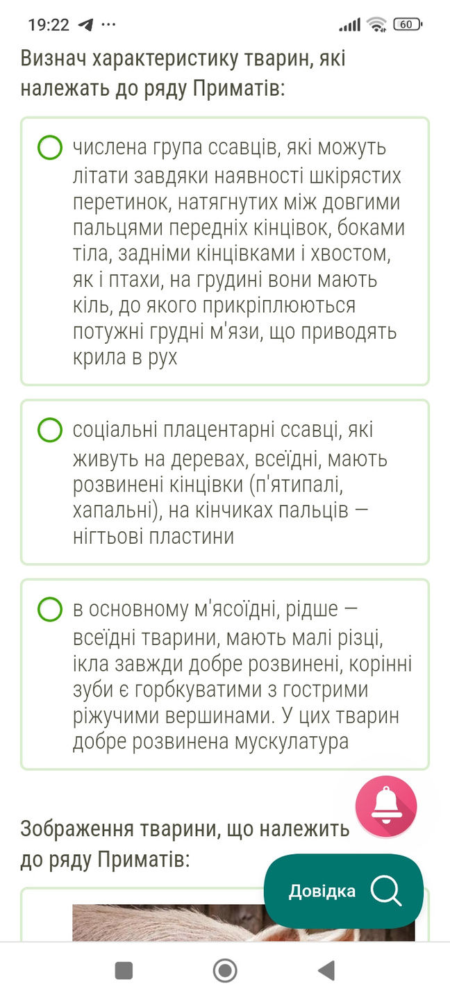 19:22
60
Визнач характеристику тварин, які
належать до ряду Приматів:
числена група ссавців, які можуть
літати завдяки наявності шкірястих
перетинок, натягнутих між довгими
пальцями передніх кінцівок, боками
тіла, задніми кінцівками і хвостом,
як і птахи, на грудині вони мають
кіль, до якого прикріплюються
потужні грудні м'язи, що приводять
крила в рух
соціальні плацентарні ссавці, які
живуть на деревах, всеїдні, мають
розвинені кінцівки (п'ятипалі,
хапальні), на кінчиках пальців —
нігтьові пластини
в основному м'ясоїдні, рідше —
всеїдні тварини, мають малі різці,
ікла завжди добре розвинені, корінні
зуби є горбкуватими з гострими
ріжучими вершинами. У цих тварин
добре розвинена мускулатура
Зображення тварини, що належить
до ряду Приматів:
Довідка